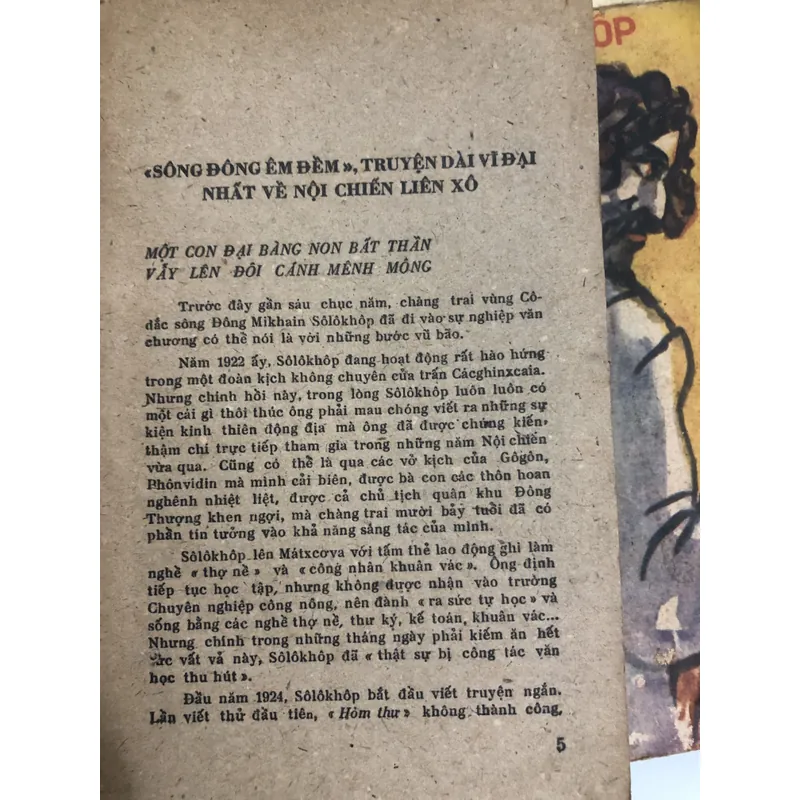 ỐP
«SÔNG ĐÔNG ÊM ĐỀM», TRUYỆN DÀI VĨ ĐẠI
NHẤT VỀ NỘI CHIẾN LIÊN XÔ
MỘT CON ĐẠI BÀNG NON BẤT THẦN
VẪY LÊN ĐÔI CÁNH MÊNH MÔNG
Trước đây gần sáu chục năm, chàng trai vùng Cô-
dắc sông Đông Mikhain Sôlôkhôp đã đi vào sự nghiệp văn
chương có thể nói là với những bước vũ bão.
Năm 1922 ấy, Sôlôkhôp đang hoạt động rất hào hứng
trong một đoàn kịch không chuyên của trấn Cácghinxcaia.
Nhưng chính hồi này, trong lòng Sôlôkhôp luôn luôn có
một cái gì thôi thúc ông phải mau chóng viết ra những sự
kiện kinh thiên động địa mà ông đã được chứng kiến,
thậm chí trực tiếp tham gia trong những năm Nội chiến
vừa qua. Cũng có thể là qua các vở kịch của Gôgôn,
Phônvidin mà mình cải biên, được bà con các thôn hoan
nghênh nhiệt liệt, được cả chủ tịch quân khu Đông
Thượng khen ngợi, mà chàng trai mười bảy tuổi đã có
phần tin tưởng vào khả năng sáng tác của mình.
Sôlôkhôp lên Mátxcơva với tấm thẻ lao động ghi làm
nghề «thợ nề» và «công nhân khuân vác». Ông định
tiếp tục học tập, nhưng không được nhận vào trường
Chuyên nghiệp công nông, nên đành «ra sức tự học» và
sống bằng các nghề thợ nề, thư ký, kế toán, khuân vác...
Nhưng chính trong những tháng ngày phải kiếm ăn hết
sức vất vả này, Sôlôkhôp đã «thật sự bị công tác văn
học thu hút».
Đầu năm 1924, Sôlôkhôp bắt đầu viết truyện ngắn.
Lần viết thử đầu tiên, «Hòm thư» không thành công,
5